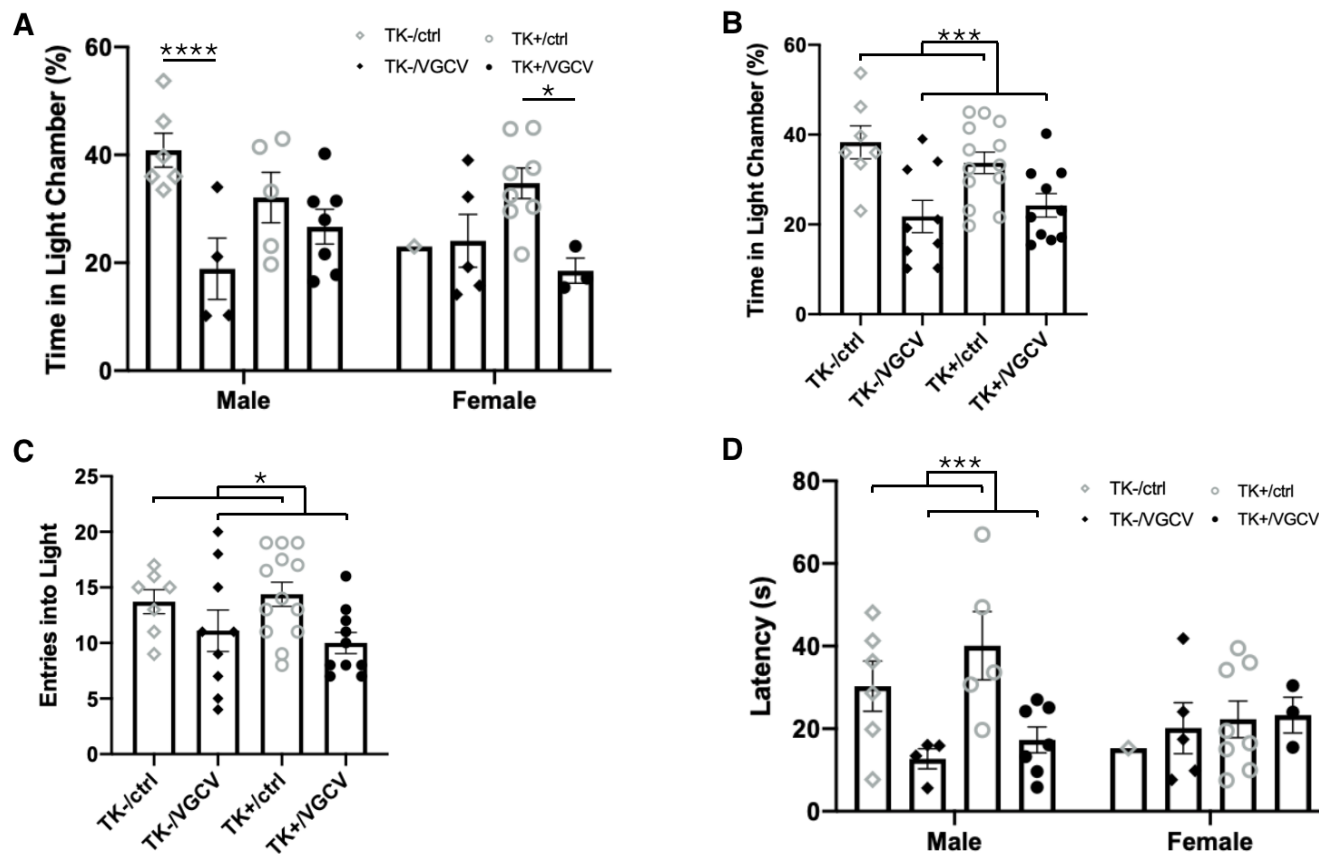 A
Time in Light Chamber (%)
60
40
20
0
****
TK-/ctrl
TK+/ctrl
TK-/VGCV
TK+/VGCV
*
Male
Female
B
Time in Light Chamber (%)
60
40
20
0
***
TK-/ctrl
TK-/VGCV
TK+/ctrl
TK+/VGCV
C
Entries into Light
25
20
15
10
5
0
*
TK-/ctrl
TK-/VGCV
TK+/ctrl
TK+/VGCV
D
Latency (s)
80
60
40
20
0
***
TK-/ctrl
TK+/ctrl
TK-/VGCV
TK+/VGCV
Male
Female